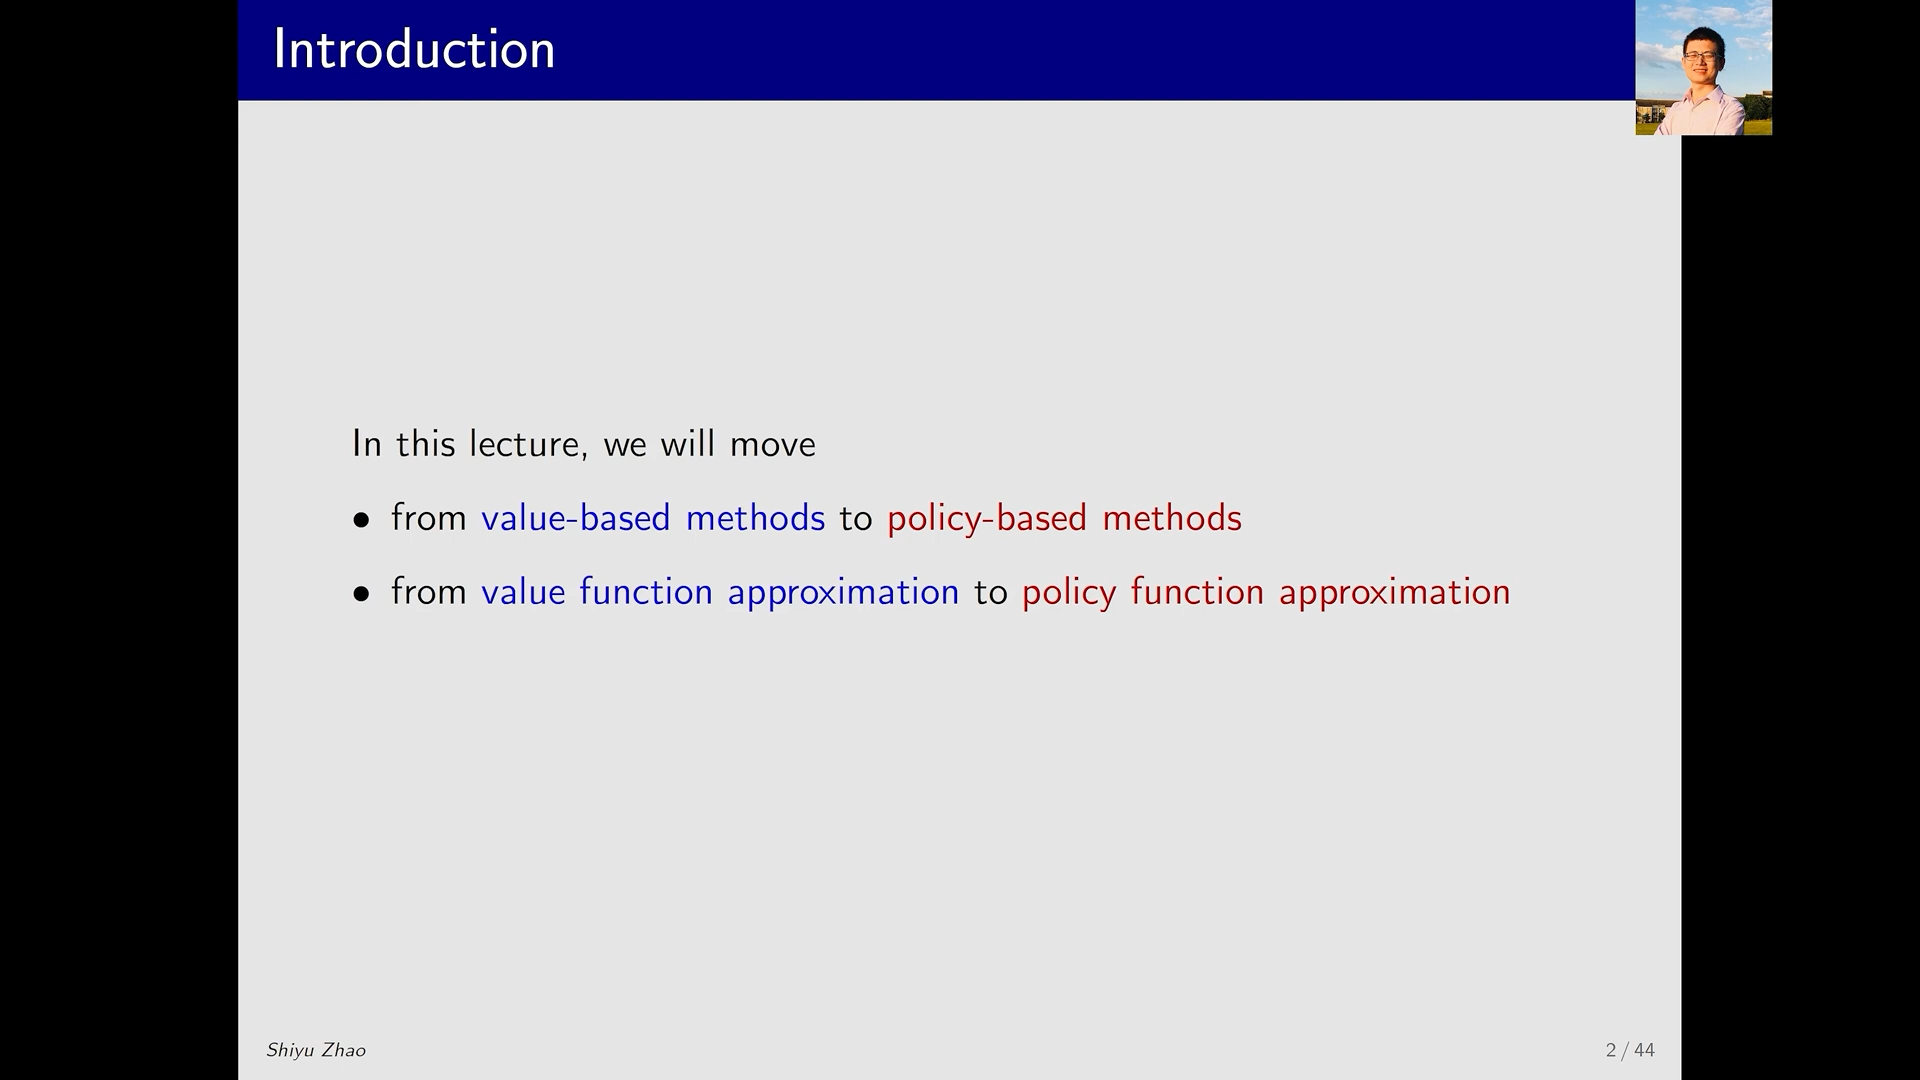 Introduction
In this lecture, we will move
• from value-based methods to policy-based methods
• from value function approximation to policy function approximation
Shiyu Zhao
2 / 44